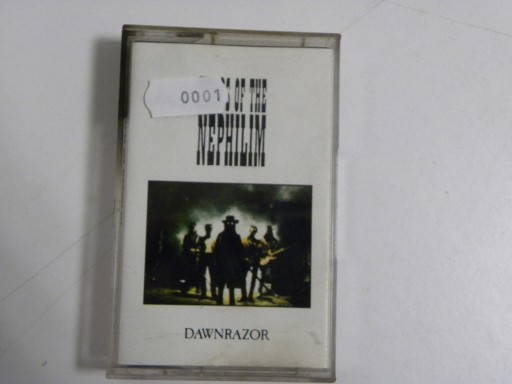 0001
OF THE
NEPHILIM
DAWNRAZOR